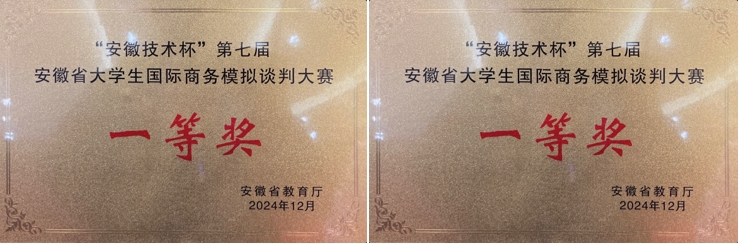 “安徽技术杯”第七届
安徽省大学生国际商务模拟谈判大赛
一等奖
安徽省教育厅
2024年12月
“安徽技术杯”第七届
安徽省大学生国际商务模拟谈判大赛
一等奖
安徽省教育厅
2024年12月